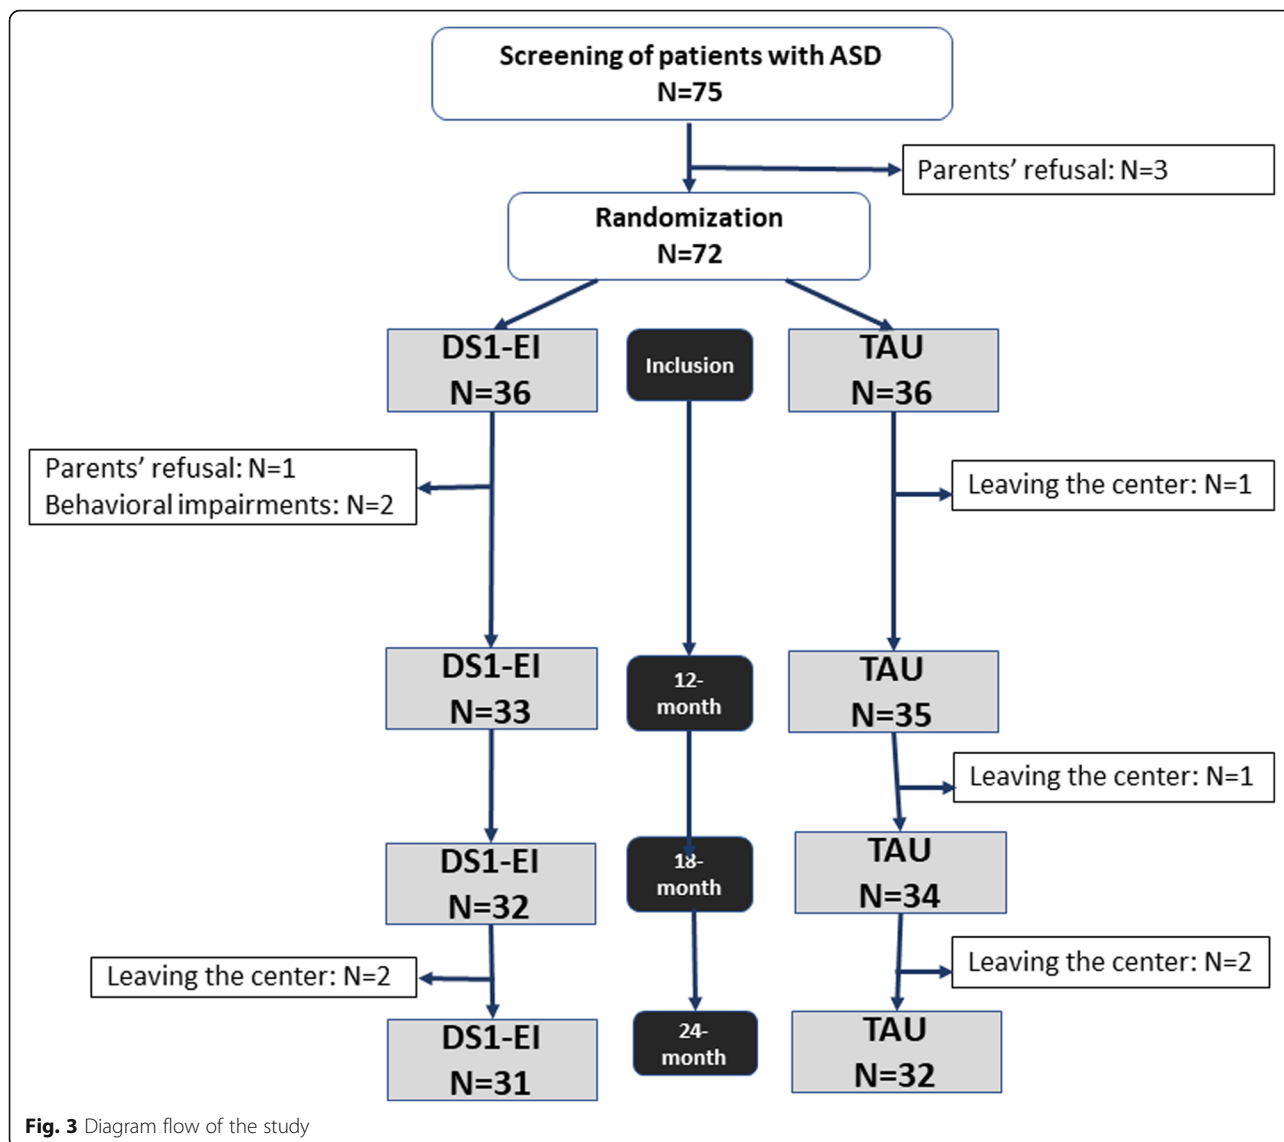 Screening of patients with ASD
N=75
Parents’ refusal: N=3
Randomization
N=72
DS1-EI
N=36
Inclusion
TAU
N=36
Parents’ refusal: N=1
Behavioral impairments: N=2
Leaving the center: N=1
DS1-EI
N=33
12-
month
TAU
N=35
Leaving the center: N=1
DS1-EI
N=32
18-
month
TAU
N=34
Leaving the center: N=2
Leaving the center: N=2
DS1-EI
N=31
24-
month
TAU
N=32
Fig. 3 Diagram flow of the study